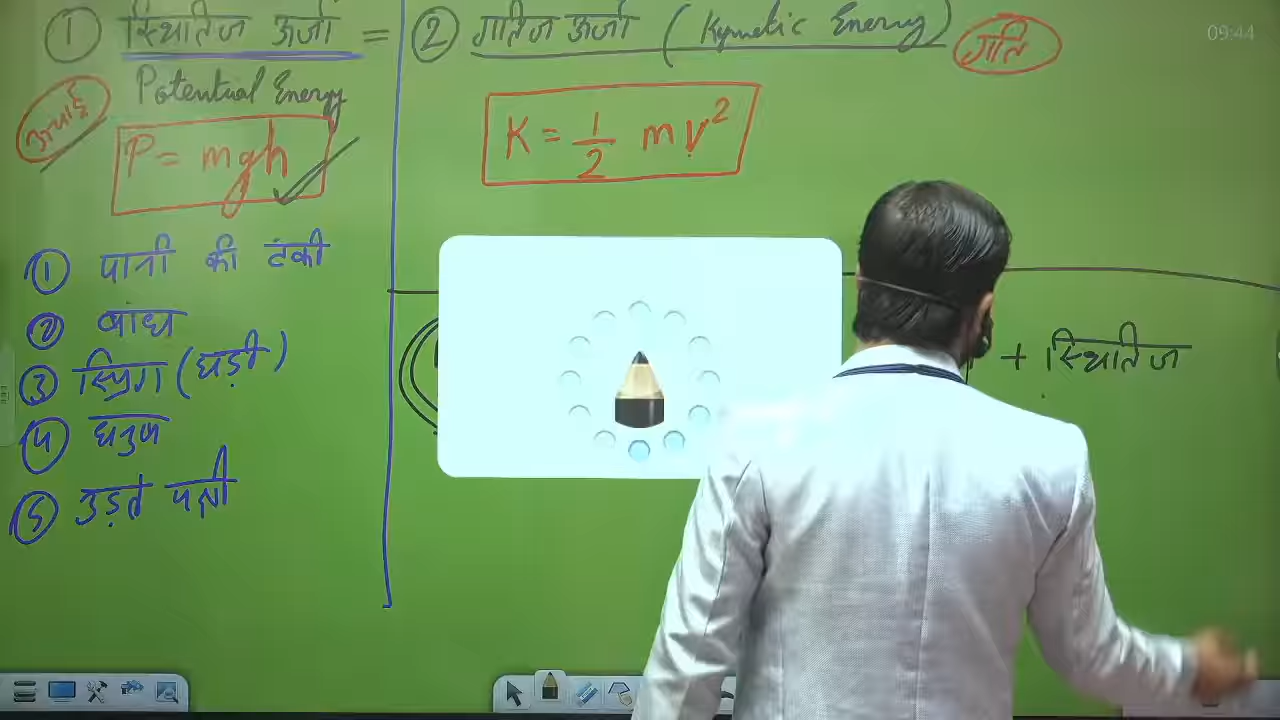 ① स्थितिज ऊर्जा =
Potential Energy
ऊंचाई
P = mgh
① पानी की टंकी
② बांध
③ स्प्रिंग (घड़ी)
④ धनुष
⑤ उड़ते पक्षी
② गतिज ऊर्जा (Kynetic Energy)
गति
K = 1/2 mv²
+ स्थितिज
09:44